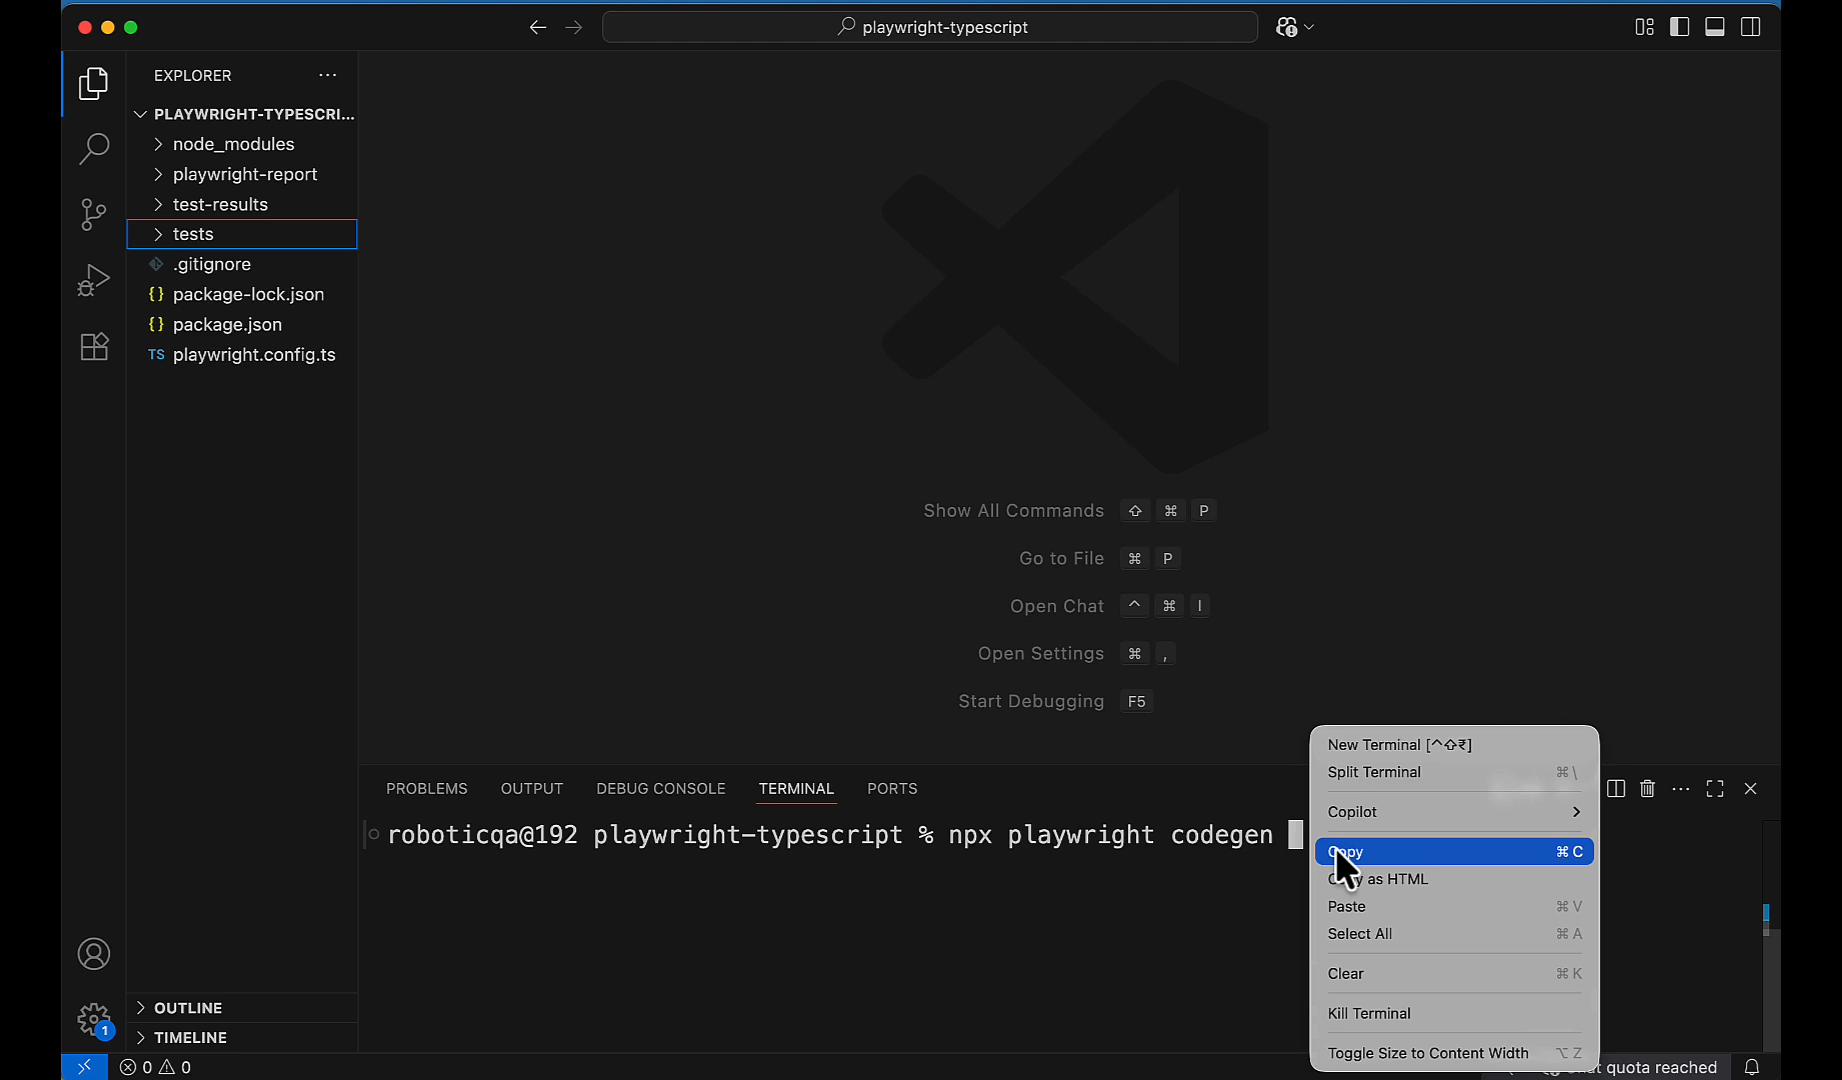 playwright-typescript
EXPLORER
PLAYWRIGHT-TYPESCRI...
node_modules
playwright-report
test-results
tests
.gitignore
{} package-lock.json
{} package.json
TS playwright.config.ts
Show All Commands ⇧ ⌘ P
Go to File ⌘ P
Open Chat ^ ⌘ I
Open Settings ⌘ ,
Start Debugging F5
PROBLEMS OUTPUT DEBUG CONSOLE TERMINAL PORTS
roboticqa@192 playwright-typescript % npx playwright codegen
New Terminal [^⇧₹]
Split Terminal ⌘\
Copilot
Copy ⌘C
as HTML
Paste ⌘V
Select All ⌘A
Clear ⌘K
Kill Terminal
Toggle Size to Content Width ⌥Z
OUTLINE
TIMELINE
1
0 0
quota reached